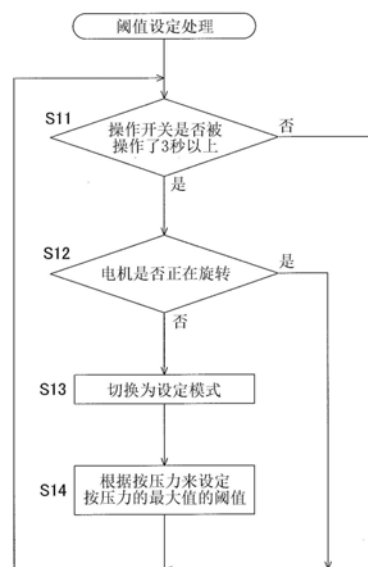 阈值设定处理
S11
操作开关是否被
操作了3秒以上
否
是
S12
电机是否正在旋转
是
否
S13
切换为设定模式
S14
根据按压力来设定
按压力的最大值的阈值